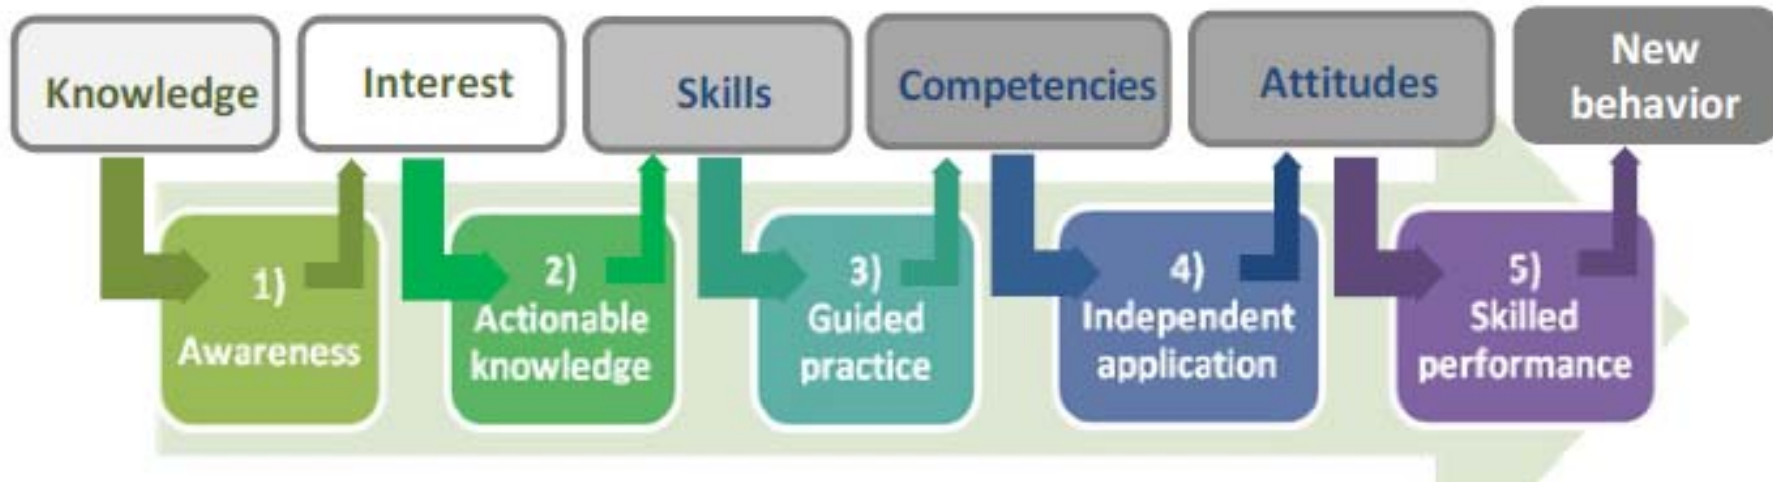 Knowledge
Interest
Skills
Competencies
Attitudes
New
behavior
1)
Awareness
2)
Actionable
knowledge
3)
Guided
practice
4)
Independent
application
5)
Skilled
performance